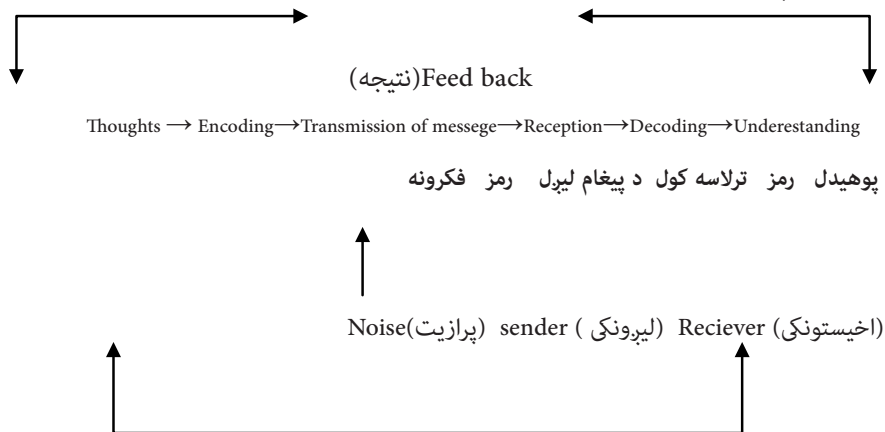 Feed back(نتیجه)
Thoughts → Encoding→Transmission of messege→Reception→Decoding→Underestanding
پوهیدل رمز ترلاسه کول د پیغام لیږل رمز فکرونه
Noise(پرازیت) sender ( لیږونکی) Reciever (اخیستونکی)